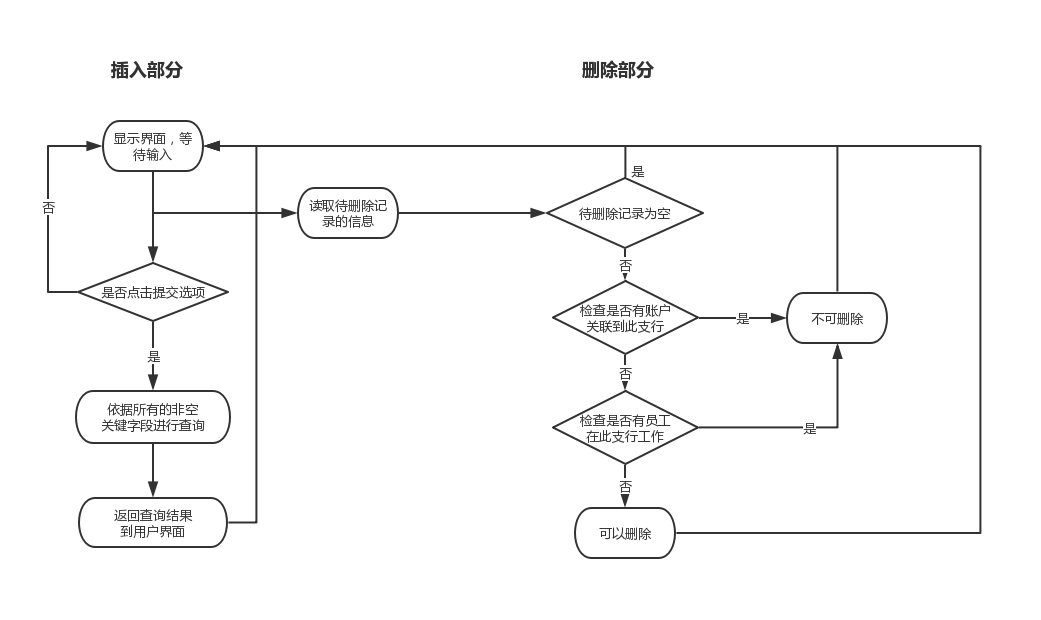 插入部分
删除部分
显示界面，等
待输入
否
是否点击提交选项
是
依据所有的非空
关键字段进行查询
返回查询结果
到用户界面
读取待删除记
录的信息
是
待删除记录为空
否
检查是否有账户
关联到此支行
是
不可删除
否
检查是否有员工
在此支行工作
是
否
可以删除